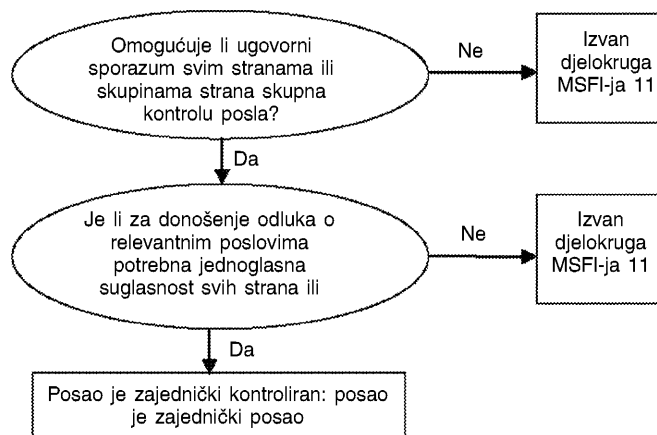 Omogućuje li ugovorni
sporazum svim stranama ili
skupinama strana skupna
kontrolu posla?
Ne
Izvan
djelokruga
MSFI-ja 11
Da
Je li za donošenje odluka o
relevantnim poslovima
potrebna jednoglasna
suglasnost svih strana ili
Ne
Izvan
djelokruga
MSFI-ja 11
Da
Posao je zajednički kontroliran: posao
je zajednički posao